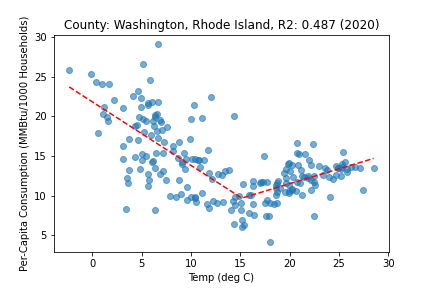 County: Washington, Rhode Island, R2: 0.487 (2020)
Per-Capita Consumption (MMBtu/1000 Households)
30
25
20
15
10
5
0 5 10 15 20 25 30
Temp (deg C)